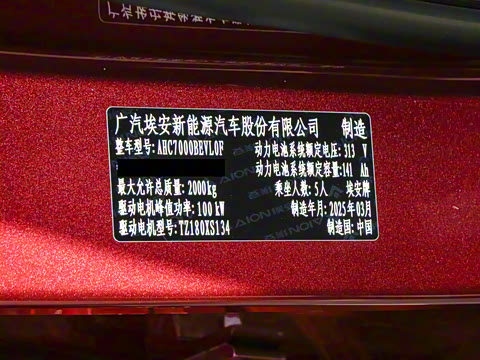 广汽埃安新能源汽车股份有限公司 制造
整车型号: AHC7000BEVL0F 动力电池系统额定电压: 313 V
动力电池系统额定容量: 141 Ah
最大允许总质量: 2000kg 乘坐人数: 5人 埃安牌
驱动电机峰值功率: 100 kW 制造年月: 2025年03月
驱动电机型号: TZ180XS134 制造国: 中国